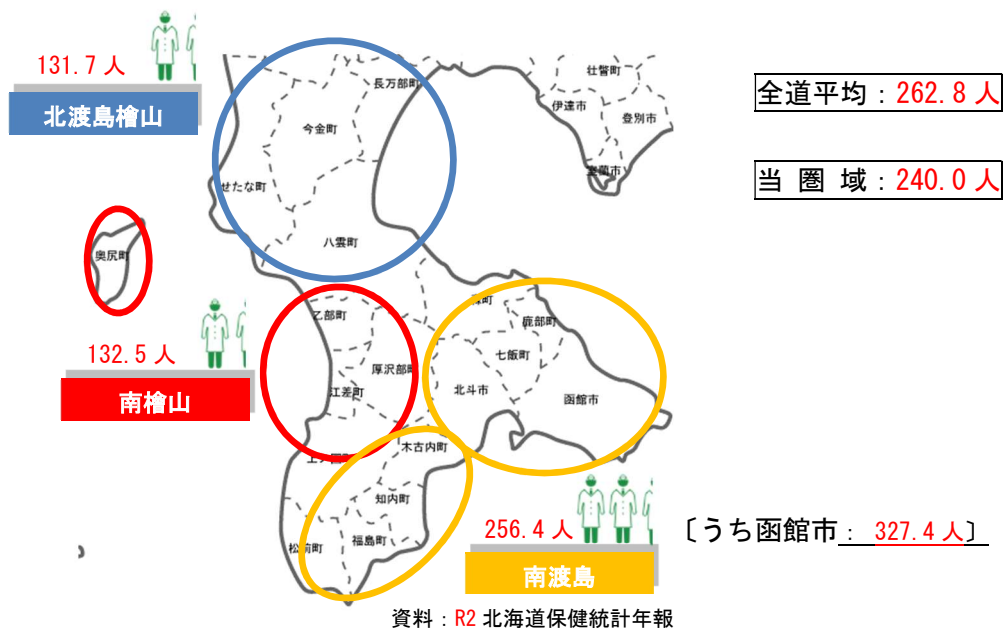 131.7 人
北渡島檜山
長万部町
今金町
せたな町
八雲町
壮瞥町
伊達市
登別市
室蘭市
全道平均：262.8 人
当 圏 域：240.0 人
奥尻町
132.5 人
南檜山
乙部町
厚沢部町
江差町
上ノ国町
森町
鹿部町
七飯町
北斗市
函館市
木古内町
知内町
福島町
松前町
256.4 人
南渡島
〔うち函館市： 327.4 人〕
資料：R2 北海道保健統計年報